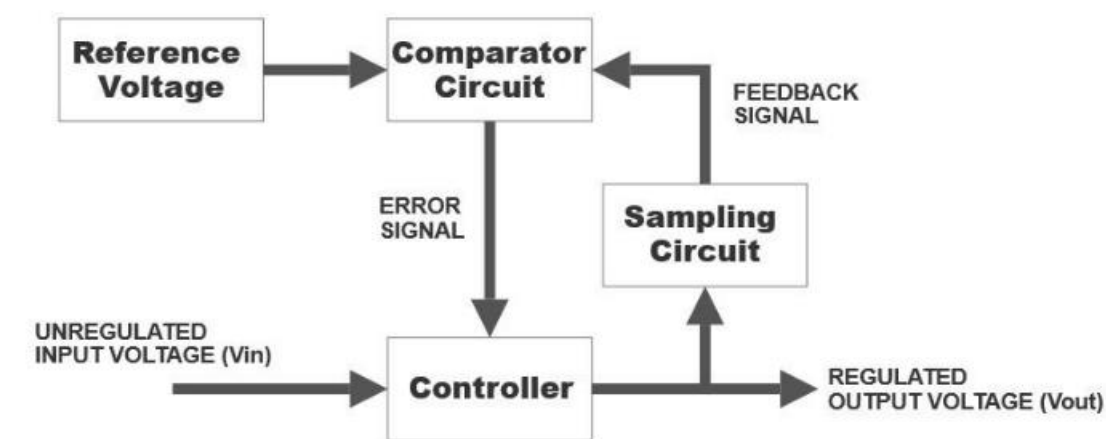 Reference
Voltage
Comparator
Circuit
FEEDBACK
SIGNAL
ERROR
SIGNAL
Sampling
Circuit
UNREGULATED
INPUT VOLTAGE (Vin)
Controller
REGULATED
OUTPUT VOLTAGE (Vout)